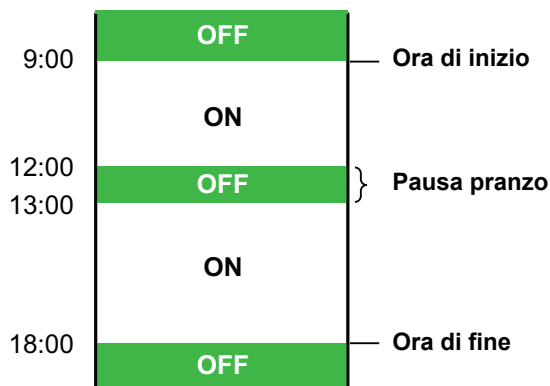 OFF
9:00
Ora di inizio
ON
12:00
OFF
Pausa pranzo
13:00
ON
18:00
Ora di fine
OFF